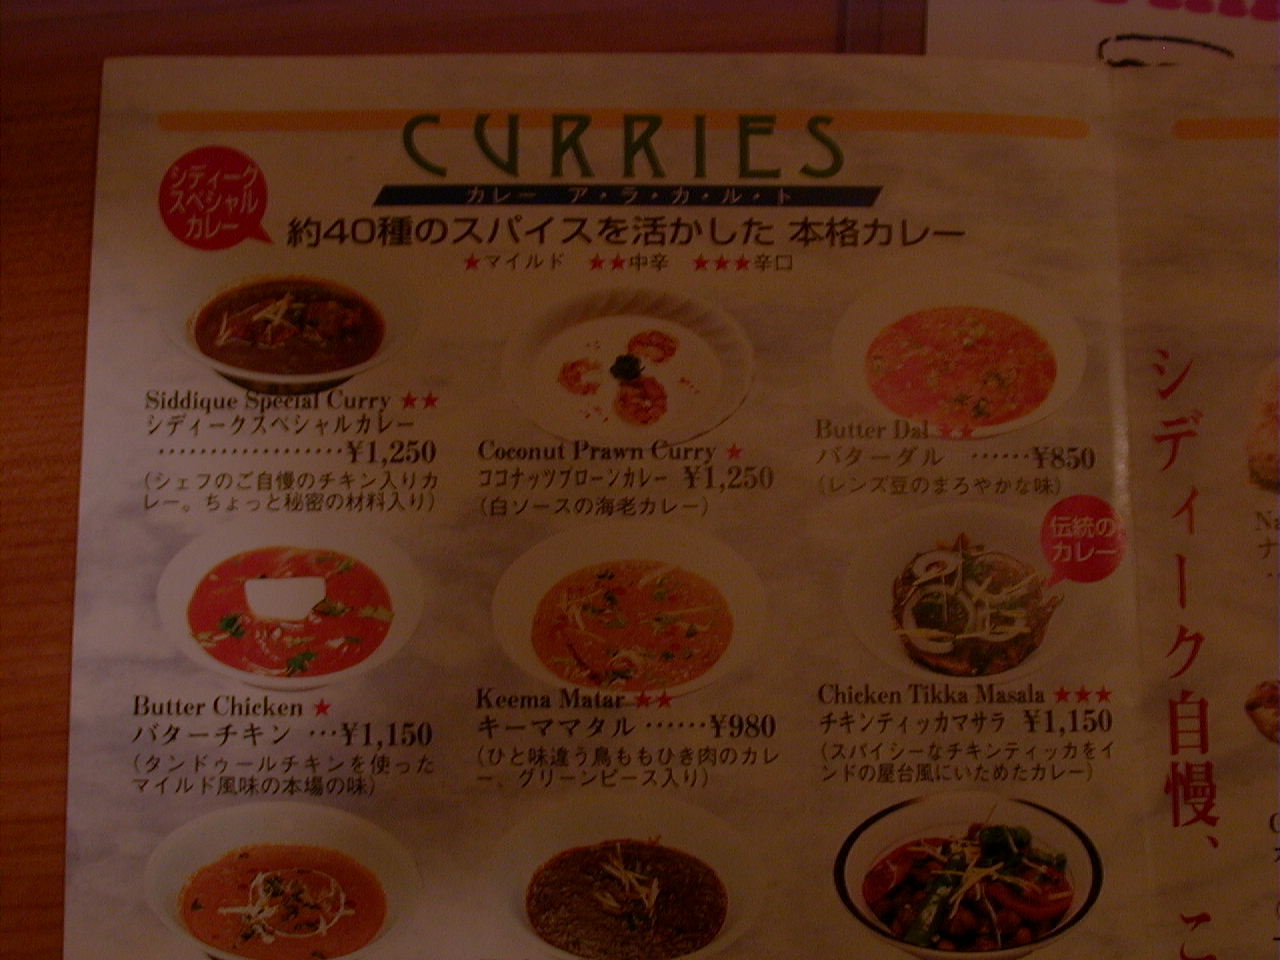 CURRIES
カレー ア・ラ・カ・ル・ト
シディーク
スペシャル
カレー
約40種のスパイスを活かした 本格カレー
★マイルド ★★中辛 ★★★辛口
Siddique Special Curry ★★
シディークスペシャルカレー
··················¥1,250
(シェフのご自慢のチキン入りカ
レー。ちょっと秘密の材料入り)
Coconut Prawn Curry ★
ココナッツプローンカレー ¥1,250
(白ソースの海老カレー)
Butter Dal ★★
バターダル ······¥850
(レンズ豆のまろやかな味)
Butter Chicken ★
バターチキン ···¥1,150
(タンドゥールチキンを使った
マイルド風味の本場の味)
Keema Matar ★★
キーママタル ······¥980
(ひと味違う鳥ももひき肉のカレ
ー、グリーンピース入り)
伝統の
カレー
Chicken Tikka Masala ★★★
チキンティッカマサラ ¥1,150
(スパイシーなチキンティッカをイ
ンドの屋台風にいためたカレー)
シディーク自慢、こ